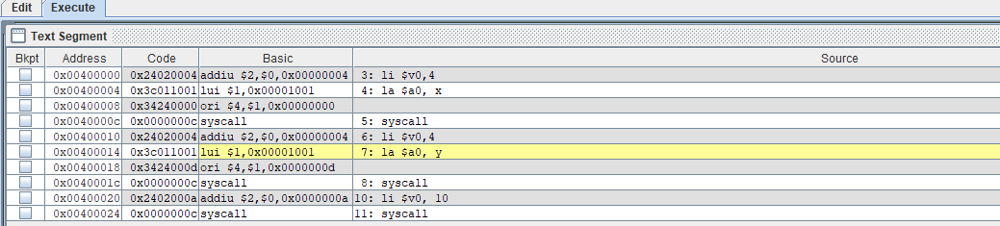 Edit Execute
Text Segment
Bkpt Address Code Basic Source
0x00400000 0x24020004 addiu $2,$0,0x00000004 3: li $v0,4
0x00400004 0x3c011001 lui $1,0x00001001 4: la $a0, x
0x00400008 0x34240000 ori $4,$1,0x00000000
0x0040000c 0x0000000c syscall 5: syscall
0x00400010 0x24020004 addiu $2,$0,0x00000004 6: li $v0,4
0x00400014 0x3c011001 lui $1,0x00001001 7: la $a0, y
0x00400018 0x3424000d ori $4,$1,0x0000000d
0x0040001c 0x0000000c syscall 8: syscall
0x00400020 0x2402000a addiu $2,$0,0x0000000a 10: li $v0, 10
0x00400024 0x0000000c syscall 11: syscall